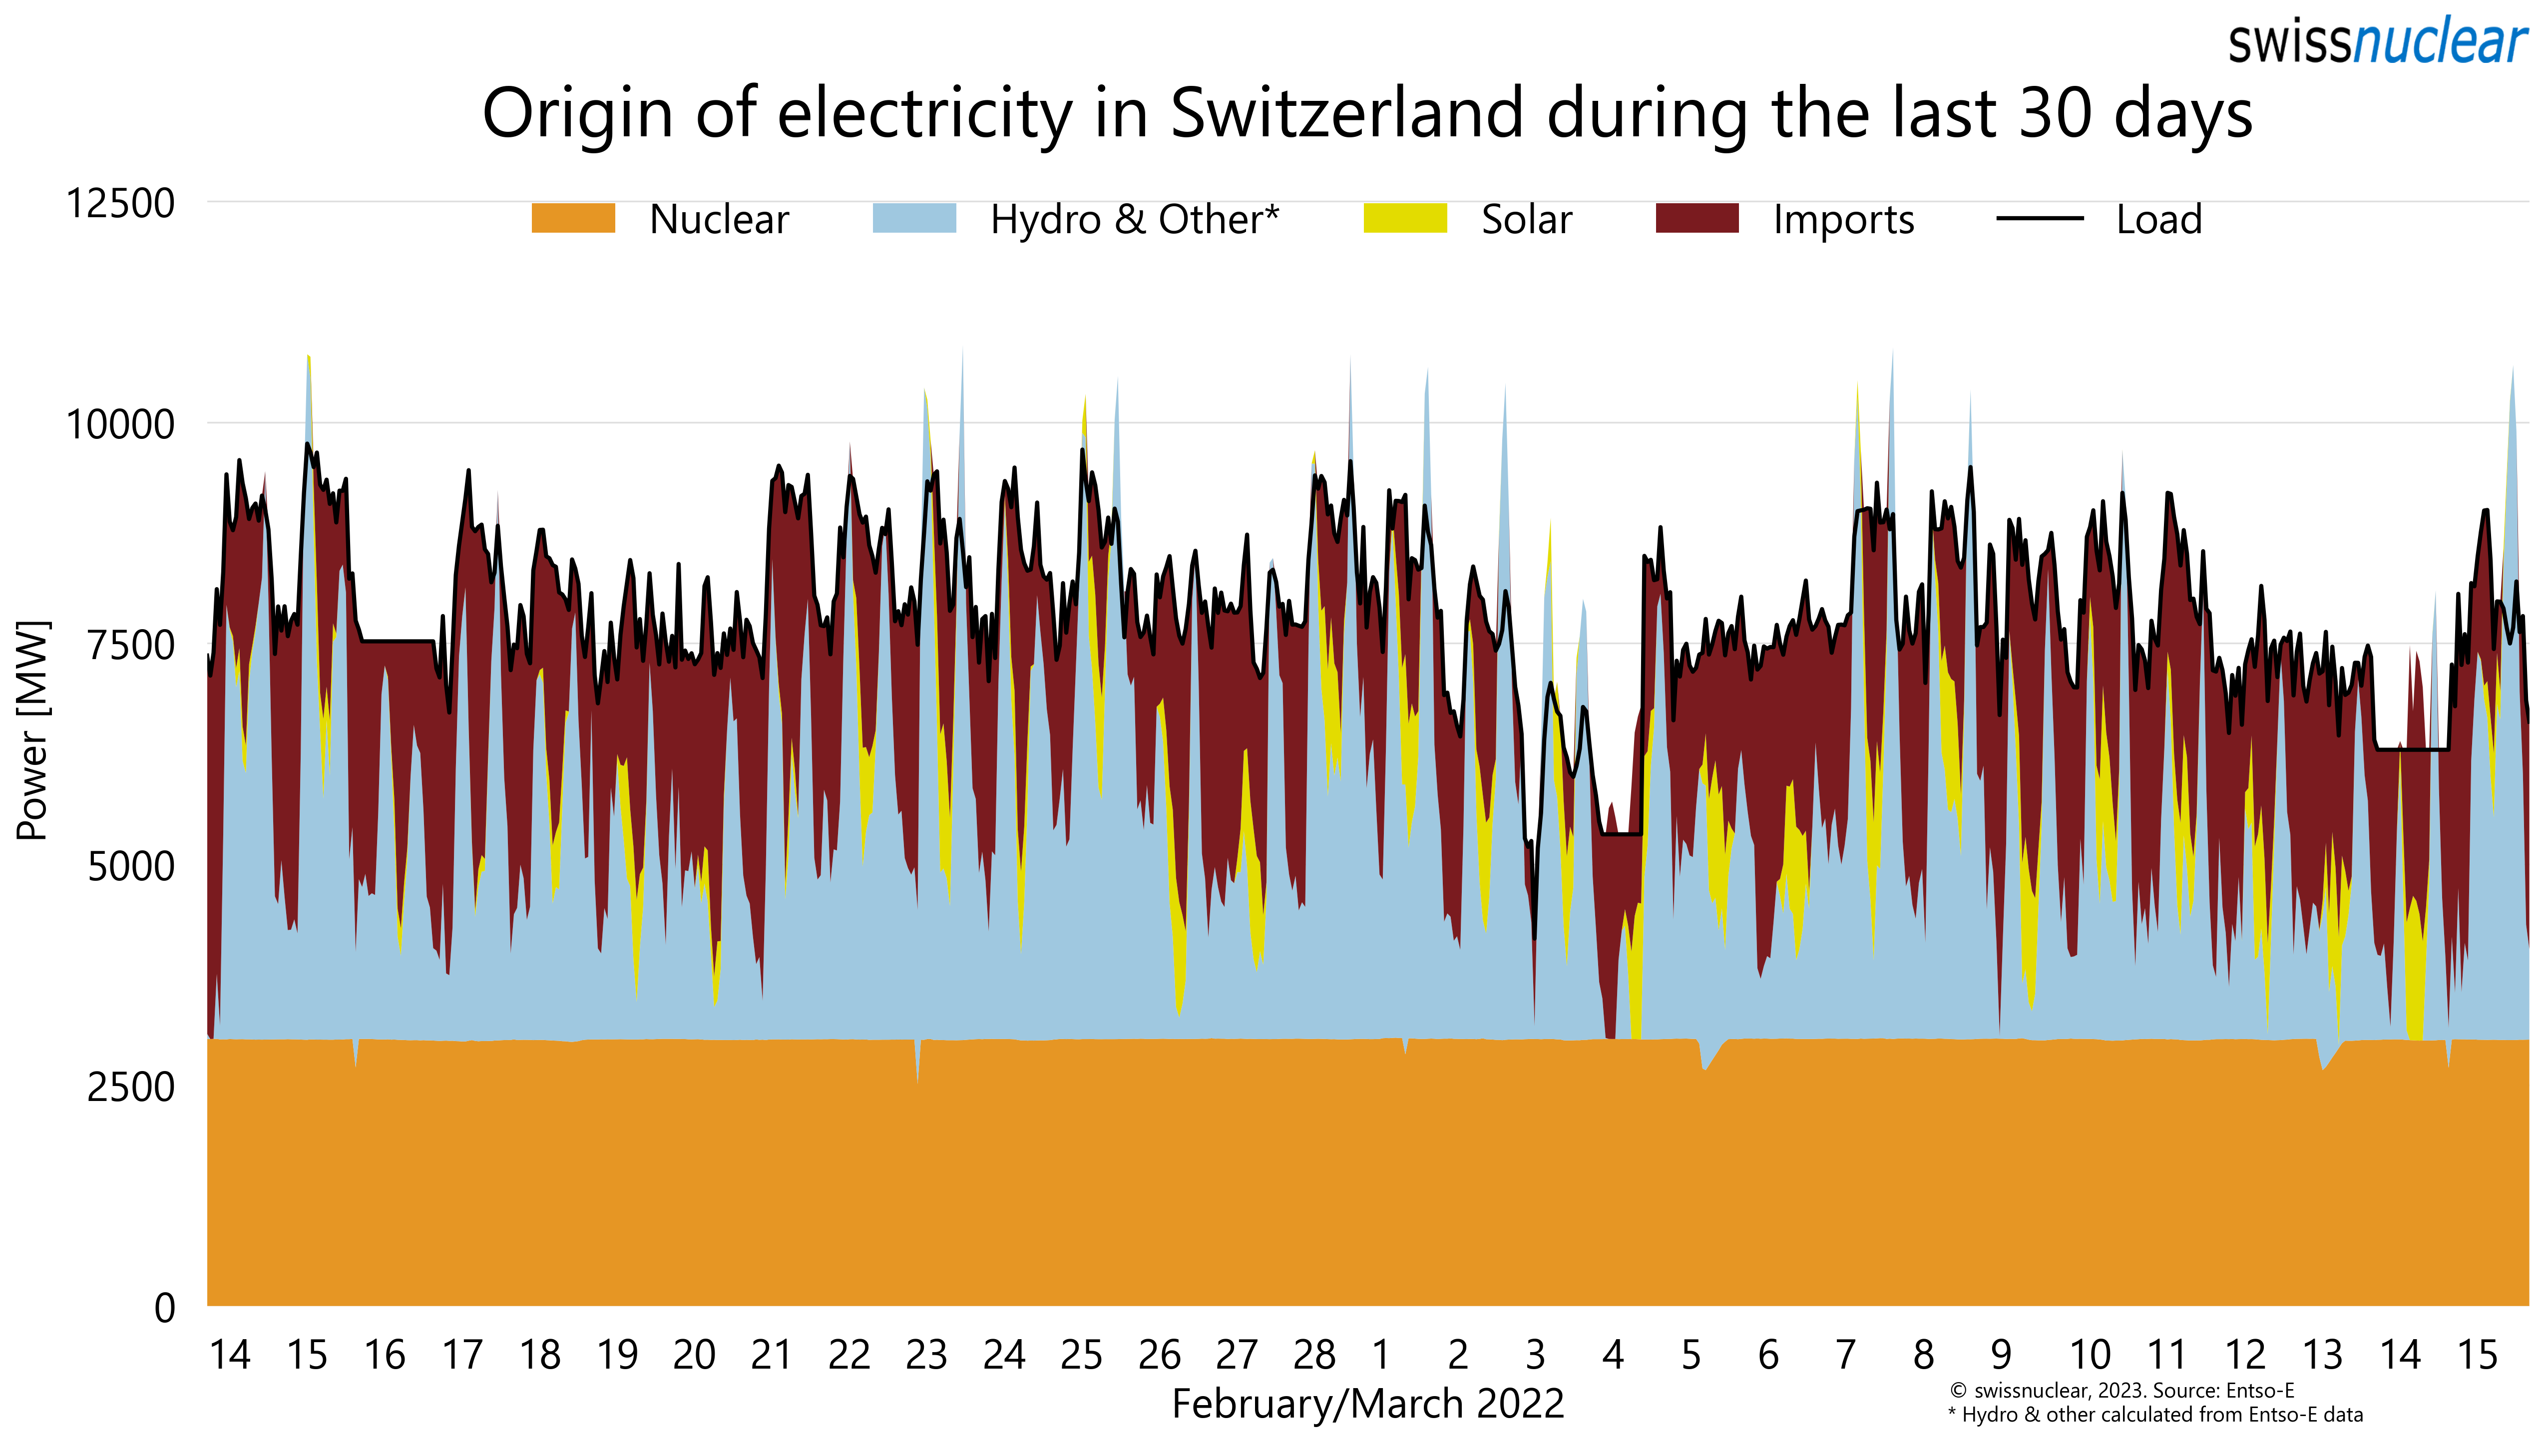 swissnuclear
Origin of electricity in Switzerland during the last 30 days
12500
Nuclear Hydro & Other* Solar Imports Load
10000
7500
5000
2500
0
Power [MW]
14 15 16 17 18 19 20 21 22 23 24 25 26 27 28 1 2 3 4 5 6 7 8 9 10 11 12 13 14 15
February/March 2022
© swissnuclear, 2023. Source: Entso-E
* Hydro & other calculated from Entso-E data